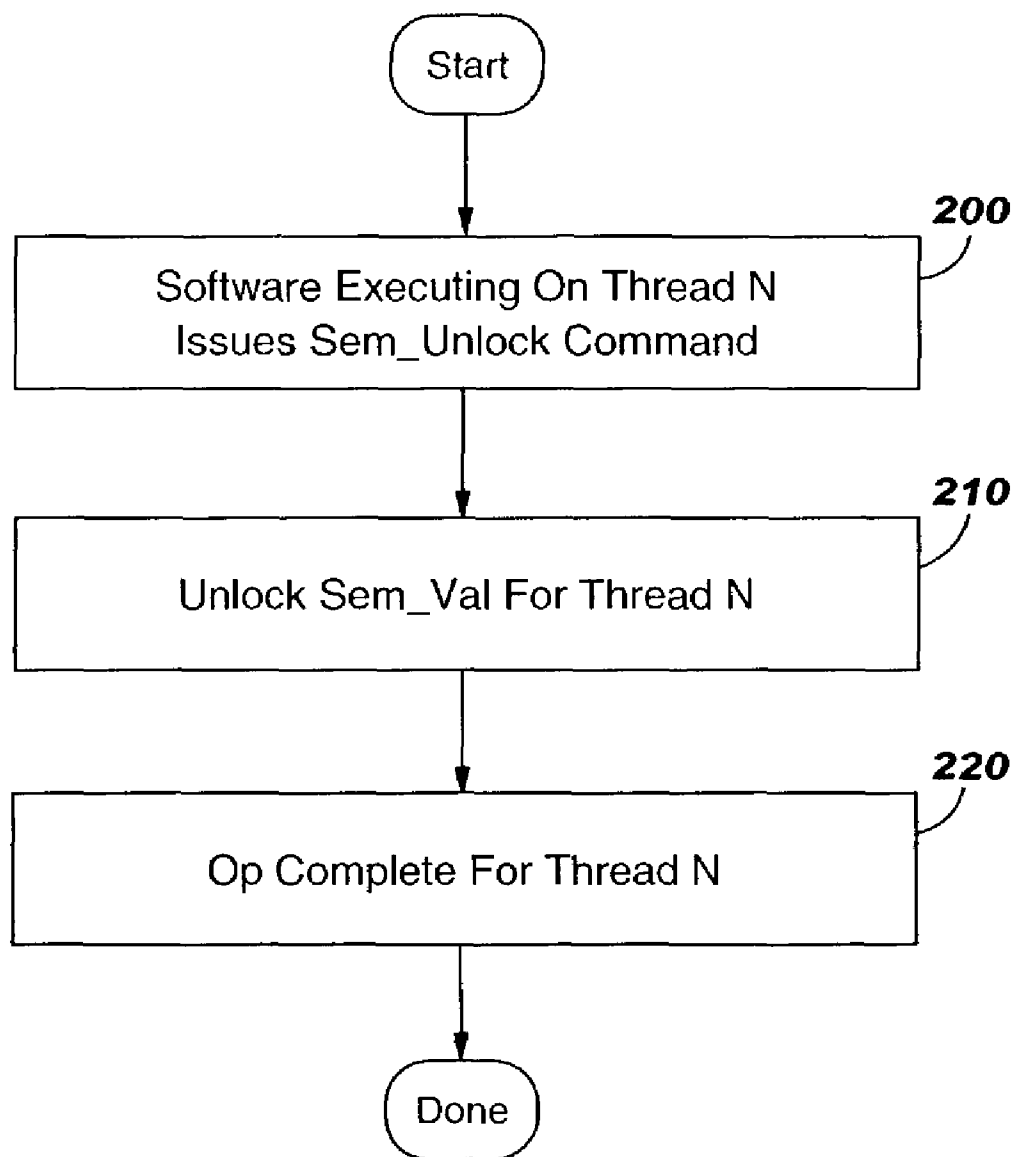 Start
200
Software Executing On Thread N
Issues Sem_Unlock Command
210
Unlock Sem_Val For Thread N
220
Op Complete For Thread N
Done